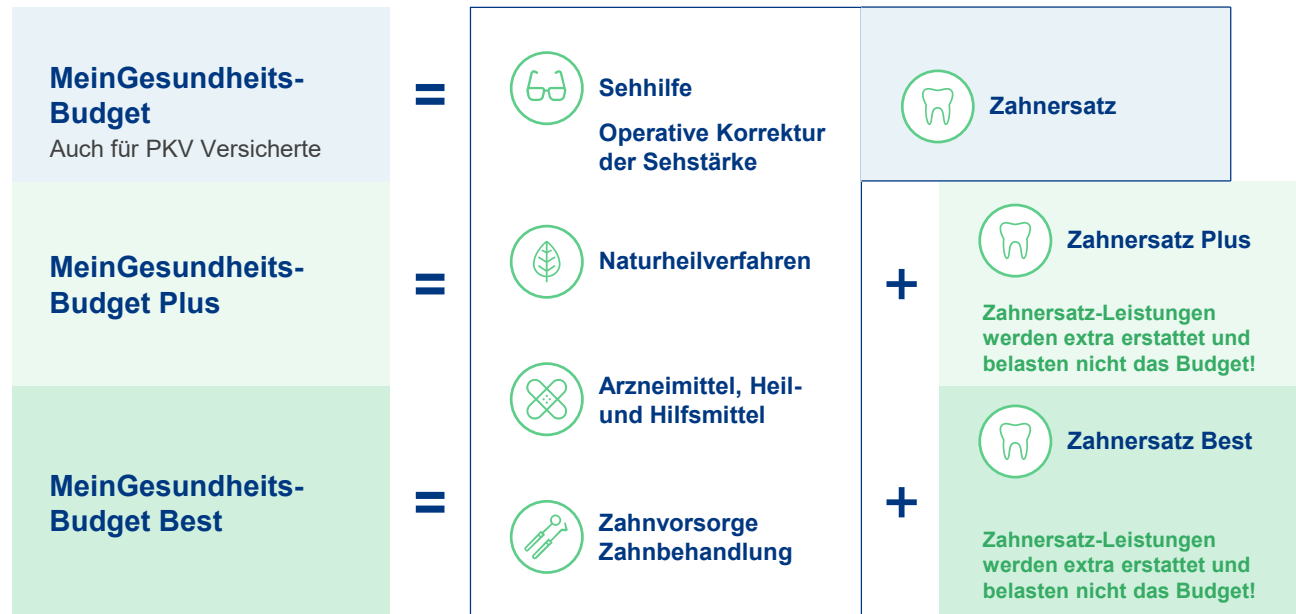 MeinGesundheits-
Budget
Auch für PKV Versicherte
=
Sehhilfe
Operative Korrektur
der Sehstärke
Zahnersatz
MeinGesundheits-
Budget Plus
=
Naturheilverfahren
+
Zahnersatz Plus
Zahnersatz-Leistungen
werden extra erstattet und
belasten nicht das Budget!
Arzneimittel, Heil-
und Hilfsmittel
MeinGesundheits-
Budget Best
=
Zahnvorsorge
Zahnbehandlung
+
Zahnersatz Best
Zahnersatz-Leistungen
werden extra erstattet und
belasten nicht das Budget!